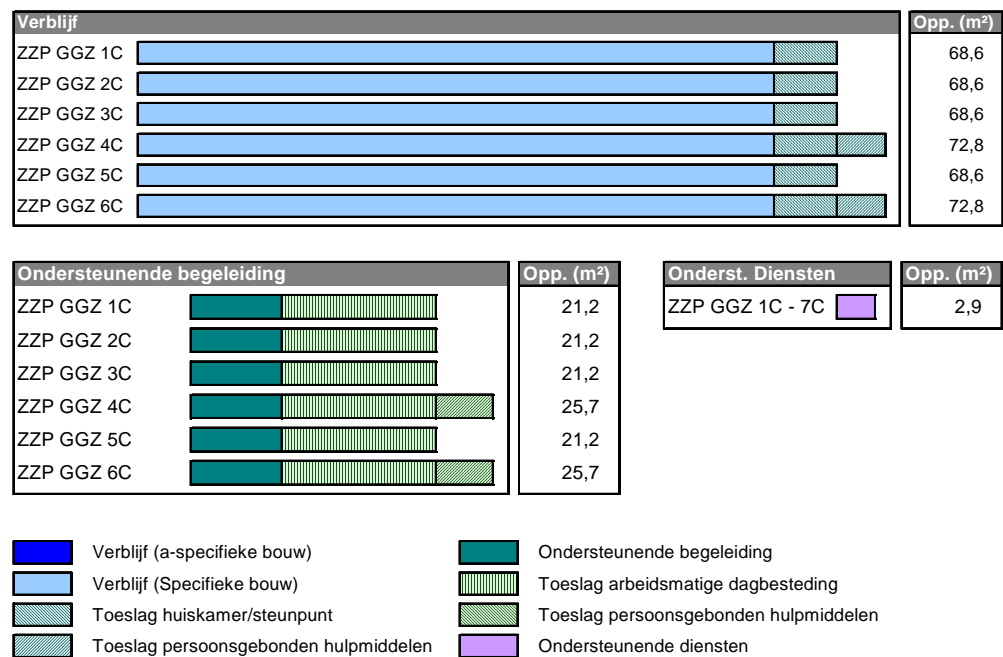 Verblijf Opp. (m²)
ZZP GGZ 1C 68,6
ZZP GGZ 2C 68,6
ZZP GGZ 3C 68,6
ZZP GGZ 4C 72,8
ZZP GGZ 5C 68,6
ZZP GGZ 6C 72,8
Ondersteunende begeleiding Opp. (m²) Onderst. Diensten Opp. (m²)
ZZP GGZ 1C 21,2 ZZP GGZ 1C - 7C 2,9
ZZP GGZ 2C 21,2
ZZP GGZ 3C 21,2
ZZP GGZ 4C 25,7
ZZP GGZ 5C 21,2
ZZP GGZ 6C 25,7
Verblijf (a-specifieke bouw) Ondersteunende begeleiding
Verblijf (Specifieke bouw) Toeslag arbeidsmatige dagbesteding
Toeslag huiskamer/steunpunt Toeslag persoonsgebonden hulpmiddelen
Toeslag persoonsgebonden hulpmiddelen Ondersteunende diensten